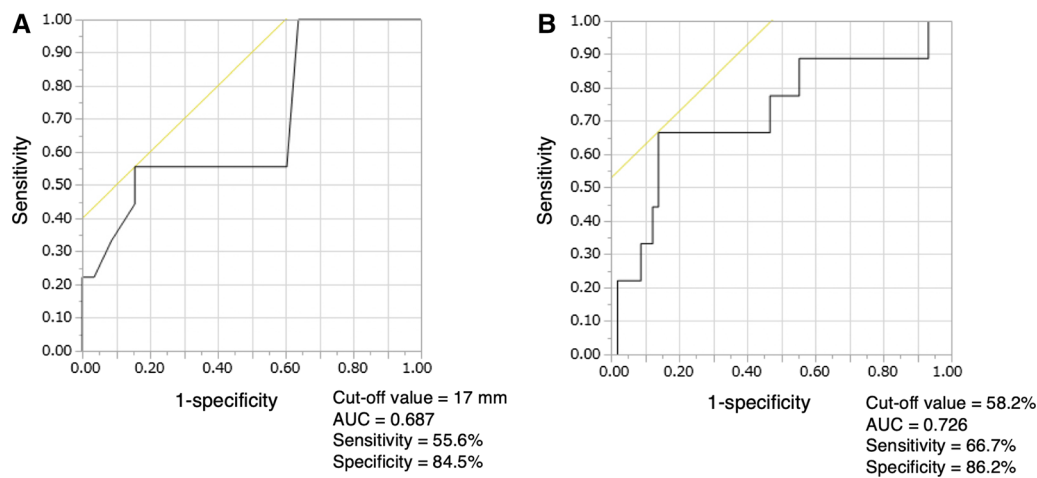 A
1.00
0.90
0.80
0.70
0.60
0.50
0.40
0.30
0.20
0.10
0.00
Sensitivity
0.00 0.20 0.40 0.60 0.80 1.00
1-specificity
Cut-off value = 17 mm
AUC = 0.687
Sensitivity = 55.6%
Specificity = 84.5%
B
1.00
0.90
0.80
0.70
0.60
0.50
0.40
0.30
0.20
0.10
0.00
Sensitivity
0.00 0.20 0.40 0.60 0.80 1.00
1-specificity
Cut-off value = 58.2%
AUC = 0.726
Sensitivity = 66.7%
Specificity = 86.2%